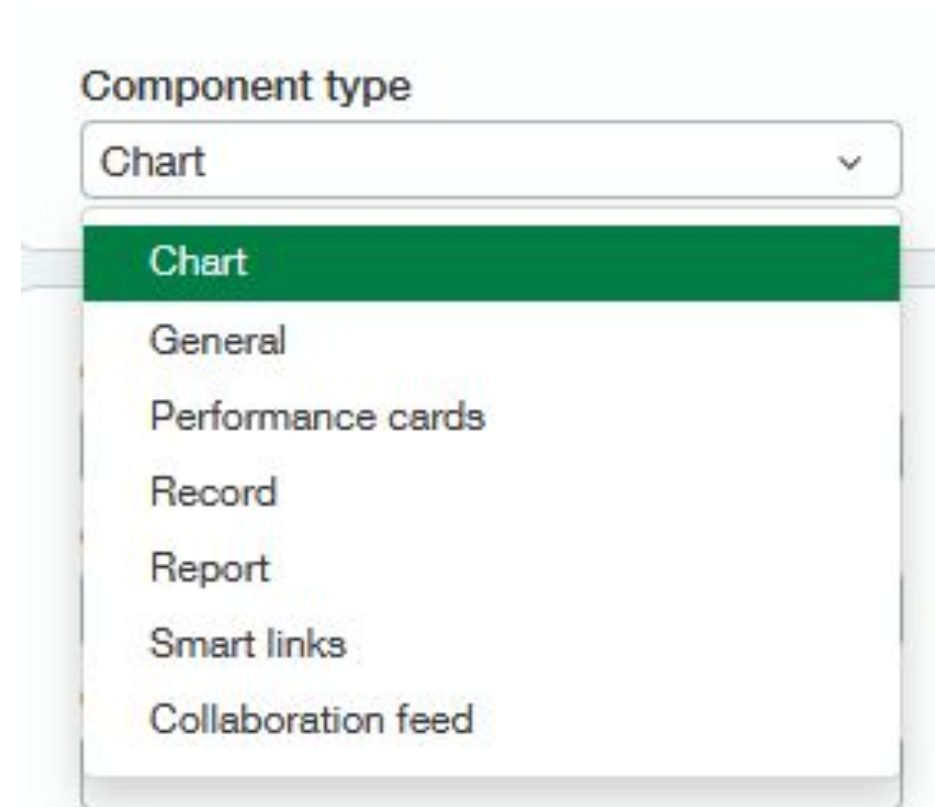 Component type
Chart
Chart
General
Performance cards
Record
Report
Smart links
Collaboration feed